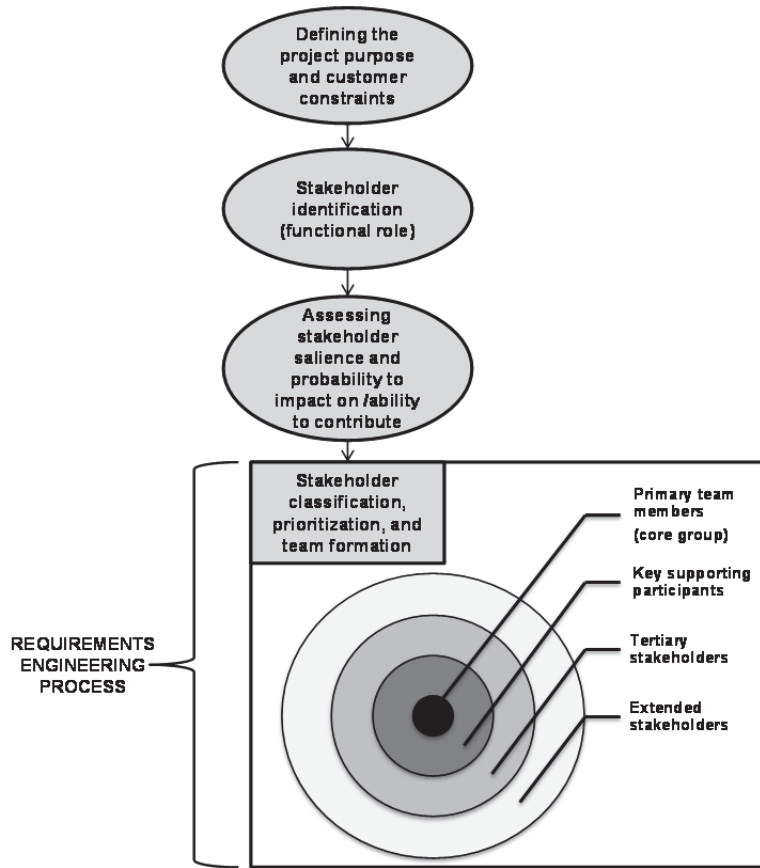 Defining the
project purpose
and customer
constraints
Stakeholder
identification
(functional role)
Assessing
stakeholder
salience and
probability to
impact on /ability
to contribute
Stakeholder
classification,
prioritization, and
team formation
Primary team
members
(core group)
Key supporting
participants
Tertiary
stakeholders
Extended
stakeholders
REQUIREMENTS
ENGINEERING
PROCESS